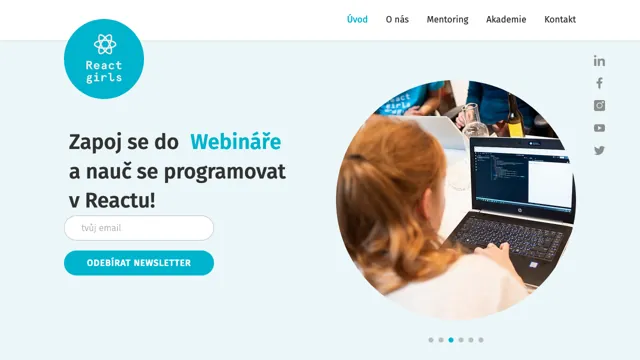 Úvod O nás Mentoring Akademie Kontakt
React
girls
Zapoj se do Webináře
a nauč se programovat
v Reactu!
tvůj email
ODEBÍRAT NEWSLETTER